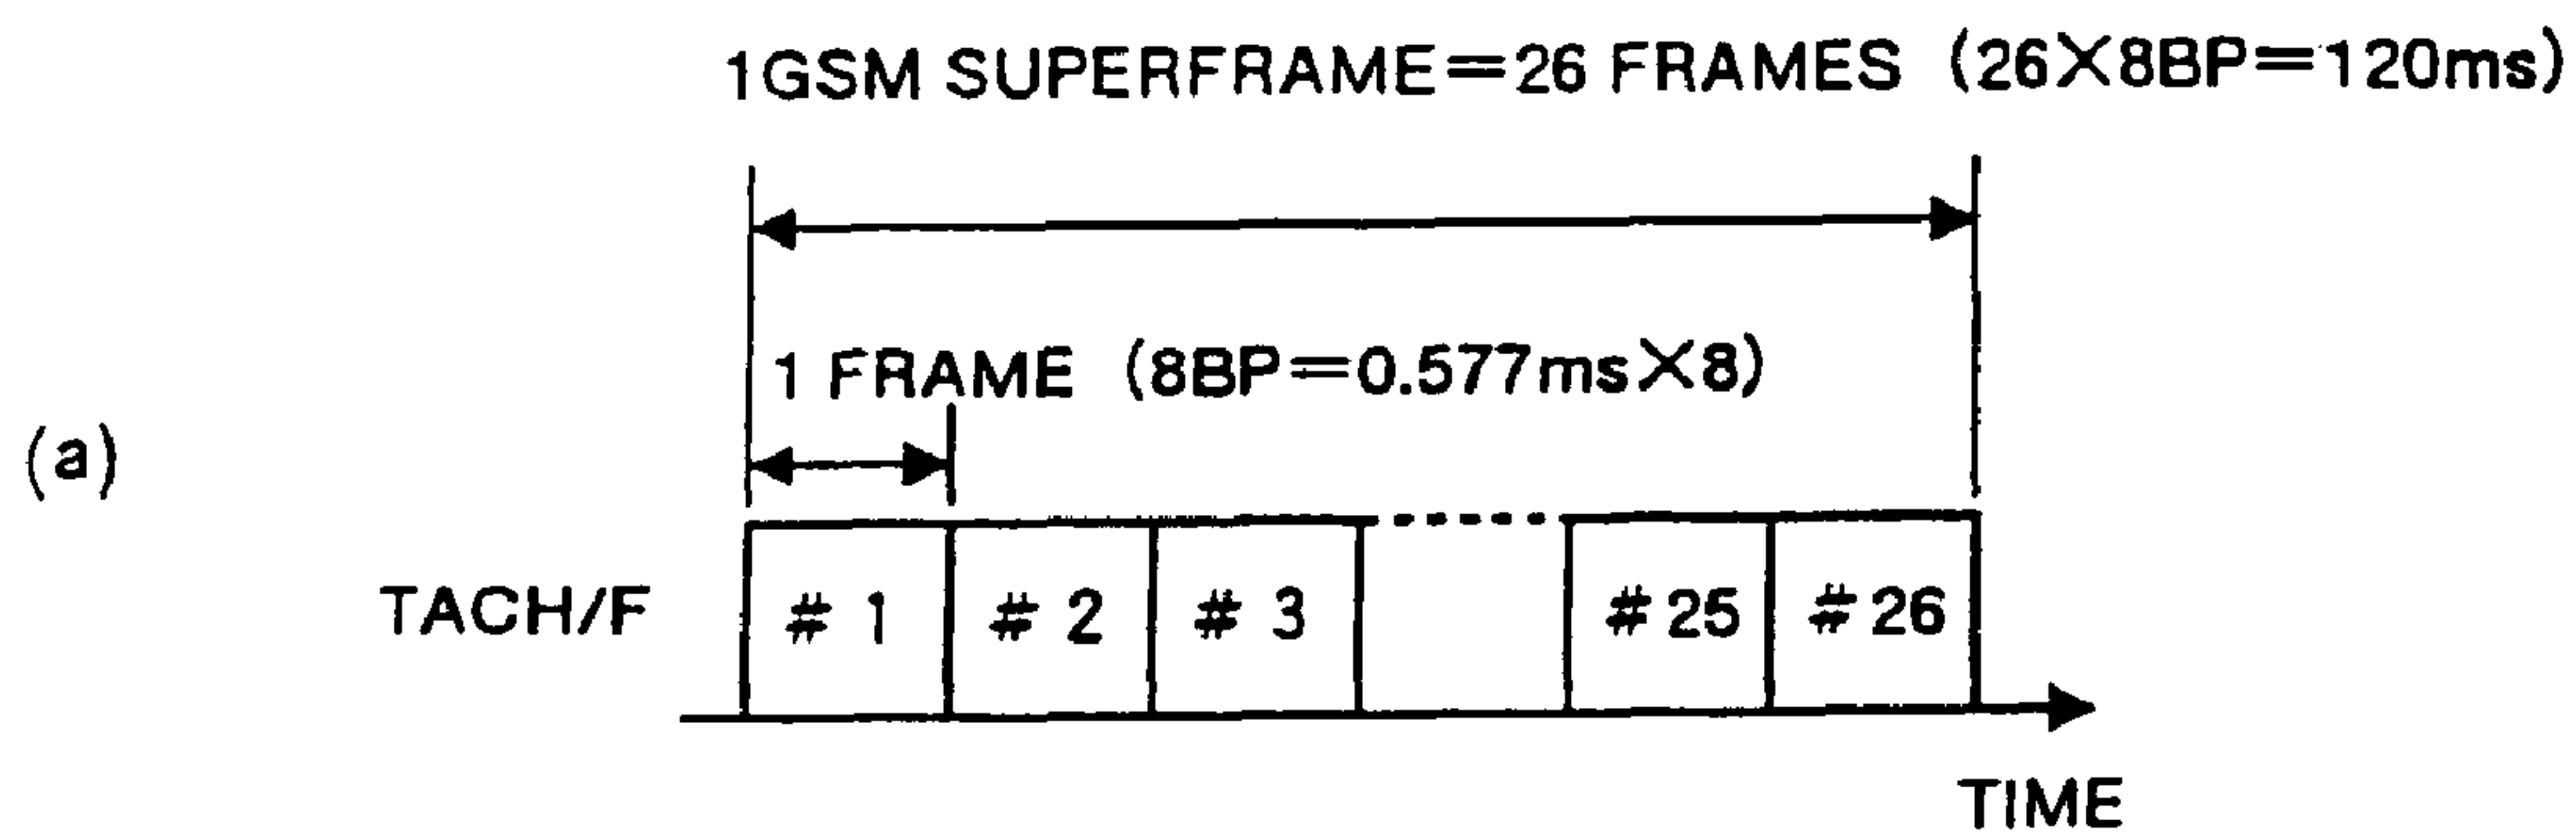 1GSM SUPERFRAME=26 FRAMES (26×8BP=120ms)
1 FRAME (8BP=0.577ms×8)
(a)
TACH/F # 1 # 2 # 3 # 25 # 26
TIME